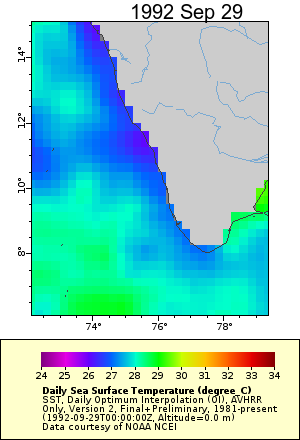 1992 Sep 29
14°
12°
10°
8°
74°
76°
78°
24 25 26 27 28 29 30 31 32 33 34
Daily Sea Surface Temperature (degree_C)
SST, Daily Optimum Interpolation (OI), AVHRR
Only, Version 2, Final+Preliminary, 1981-present
(1992-09-29T00:00:00Z, Altitude=0.0 m)
Data courtesy of NOAA NCEI